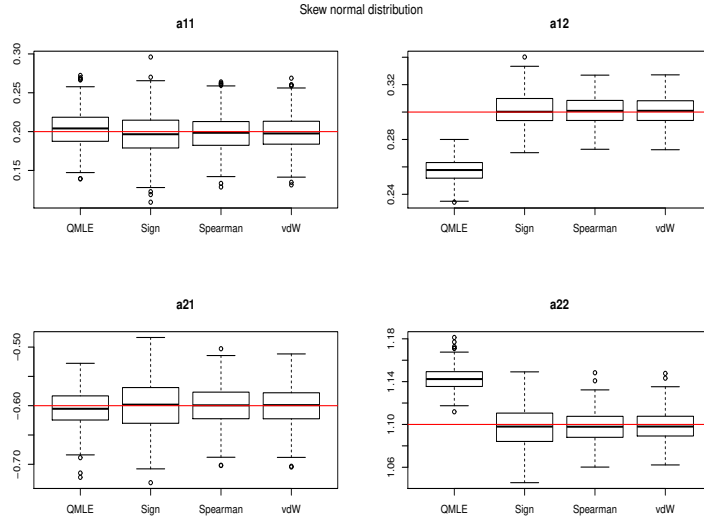 Skew normal distribution
a11
0.30
0.25
0.20
0.15
QMLE Sign Spearman vdW
a12
0.32
0.28
0.24
QMLE Sign Spearman vdW
a21
-0.50
-0.60
-0.70
QMLE Sign Spearman vdW
a22
1.18
1.14
1.10
1.06
QMLE Sign Spearman vdW